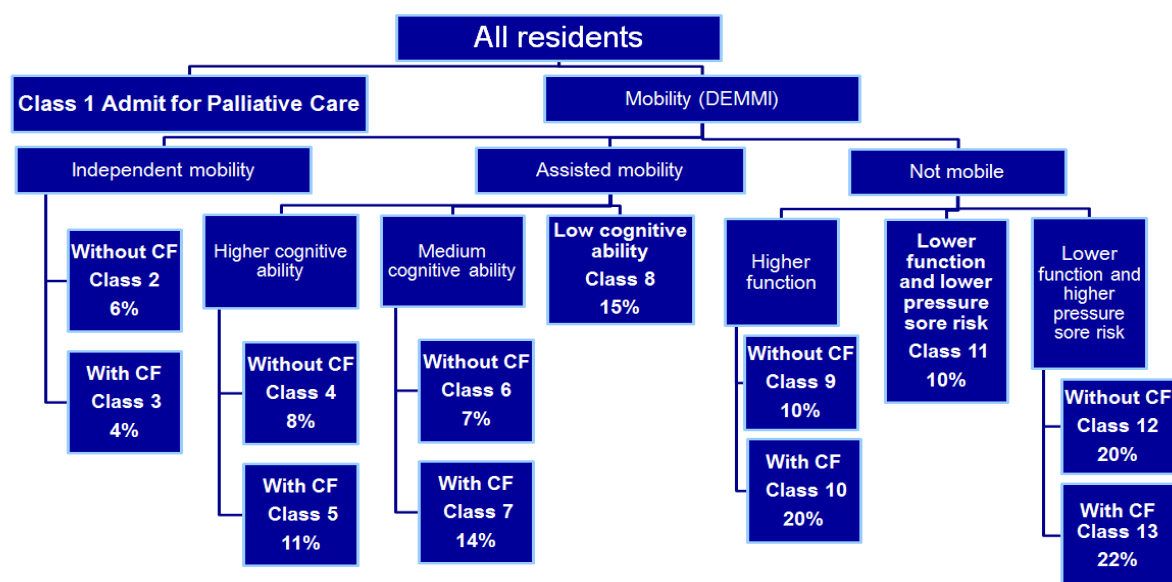 All residents
Class 1 Admit for Palliative Care
Mobility (DEMMI)
Independent mobility
Assisted mobility
Not mobile
Without CF
Class 2
6%
With CF
Class 3
4%
Higher cognitive
ability
Without CF
Class 4
8%
With CF
Class 5
11%
Medium
cognitive ability
Without CF
Class 6
7%
With CF
Class 7
14%
Low cognitive
ability
Class 8
15%
Higher
function
Without CF
Class 9
10%
With CF
Class 10
20%
Lower
function
and lower
pressure
sore risk
Class 11
10%
Lower
function and
higher
pressure
sore risk
Without CF
Class 12
20%
With CF
Class 13
22%